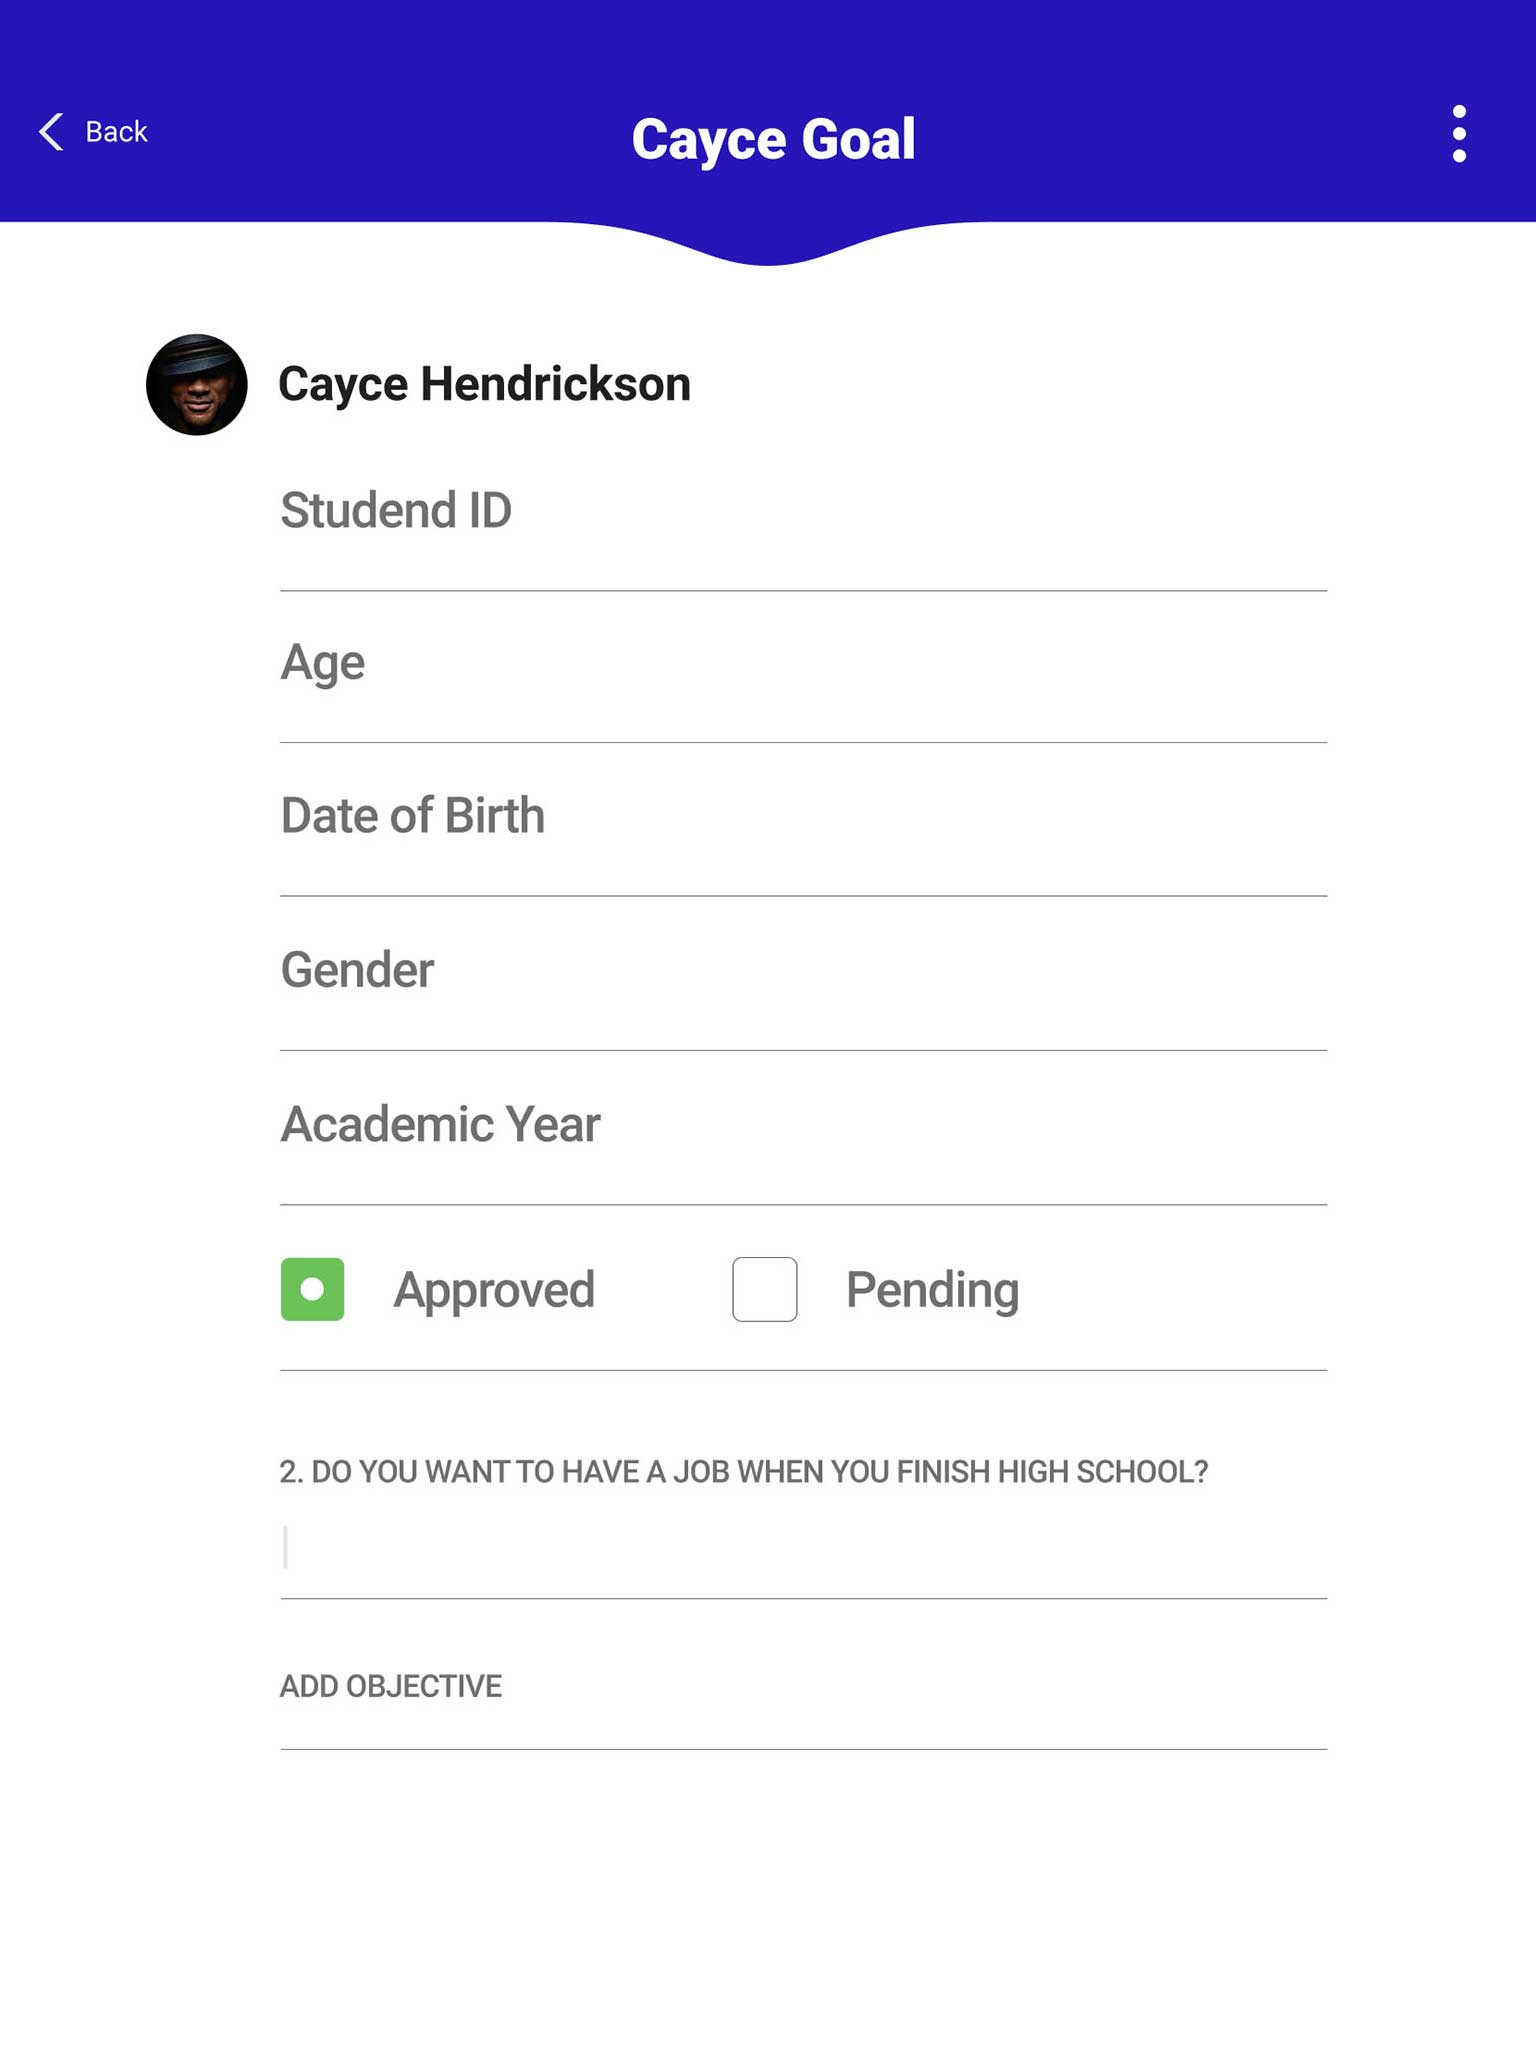 Back
Cayce Goal
Cayce Hendrickson
Studend ID
Age
Date of Birth
Gender
Academic Year
Approved Pending
2. DO YOU WANT TO HAVE A JOB WHEN YOU FINISH HIGH SCHOOL?
ADD OBJECTIVE